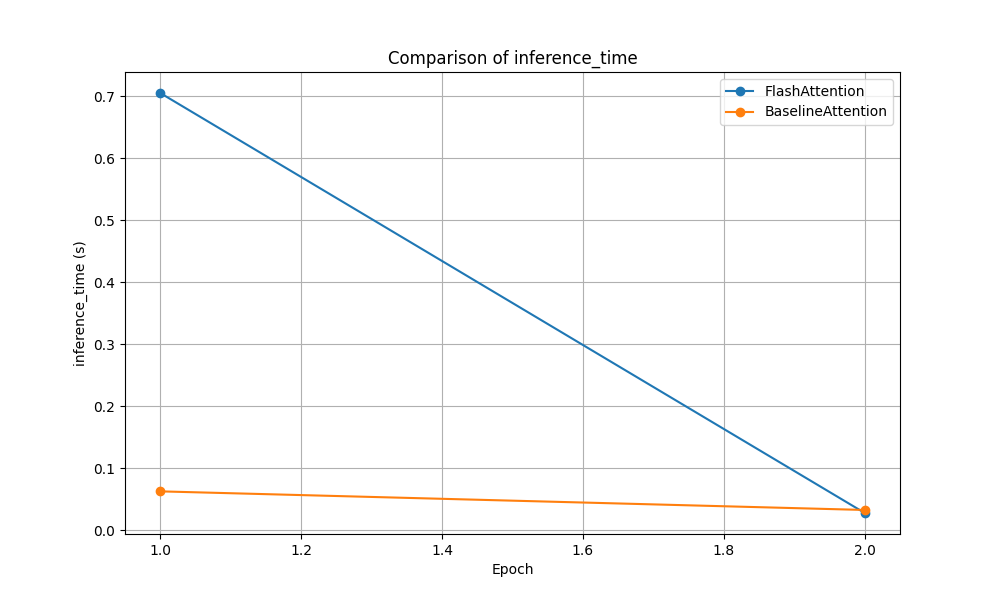 Comparison of inference_time
FlashAttention
BaselineAttention
inference_time (s)
0.7
0.6
0.5
0.4
0.3
0.2
0.1
0.0
1.0 1.2 1.4 1.6 1.8 2.0
Epoch